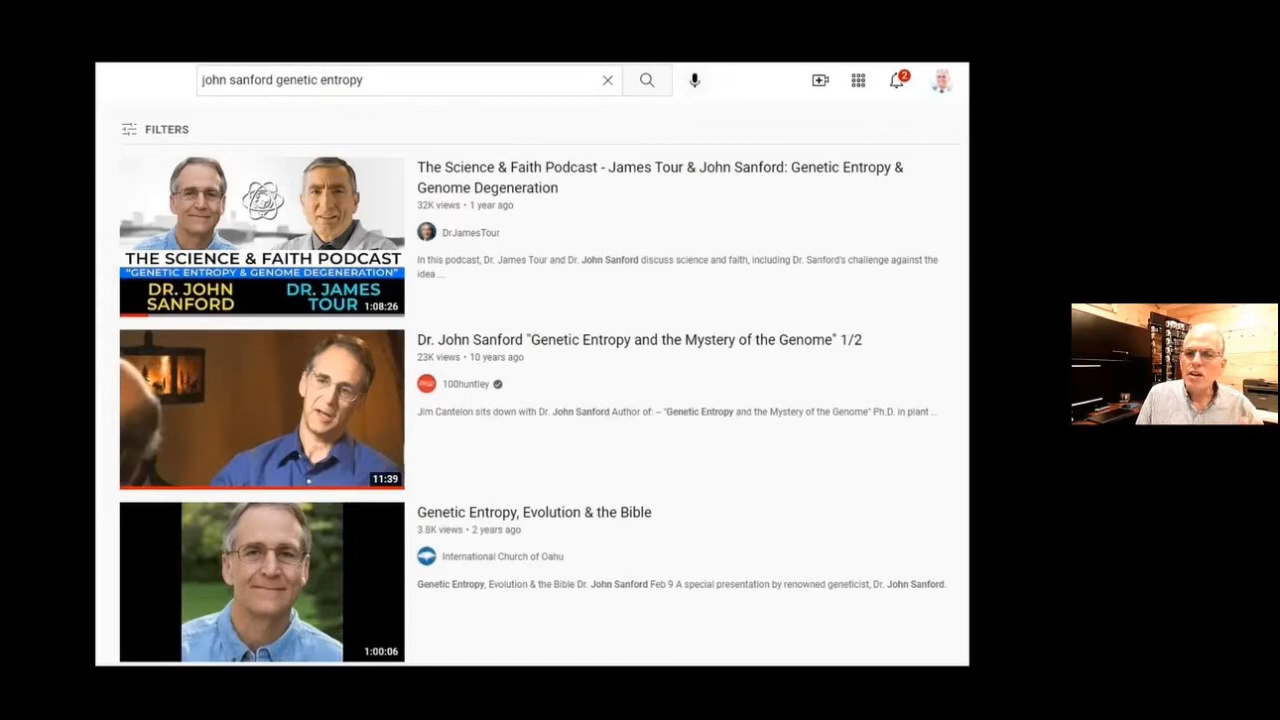 john sanford genetic entropy
2
FILTERS
The Science & Faith Podcast - James Tour & John Sanford: Genetic Entropy &
Genome Degeneration
32K views • 1 year ago
DrJamesTour
In this podcast, Dr. James Tour and Dr. John Sanford discuss science and faith, including Dr. Sanford's challenge against the
idea ...
THE SCIENCE & FAITH PODCAST
"GENETIC ENTROPY & GENOME DEGENERATION"
DR. JOHN
SANFORD
DR. JAMES
TOUR
1:08:26
Dr. John Sanford "Genetic Entropy and the Mystery of the Genome" 1/2
23K views • 10 years ago
100huntley
Jim Cantelon sits down with Dr. John Sanford Author of: – "Genetic Entropy and the Mystery of the Genome" Ph.D. in plant ...
11:39
Genetic Entropy, Evolution & the Bible
3.8K views • 2 years ago
International Church of Oahu
Genetic Entropy, Evolution & the Bible Dr. John Sanford Feb 9 A special presentation by renowned geneticist, Dr. John Sanford.
1:00:06